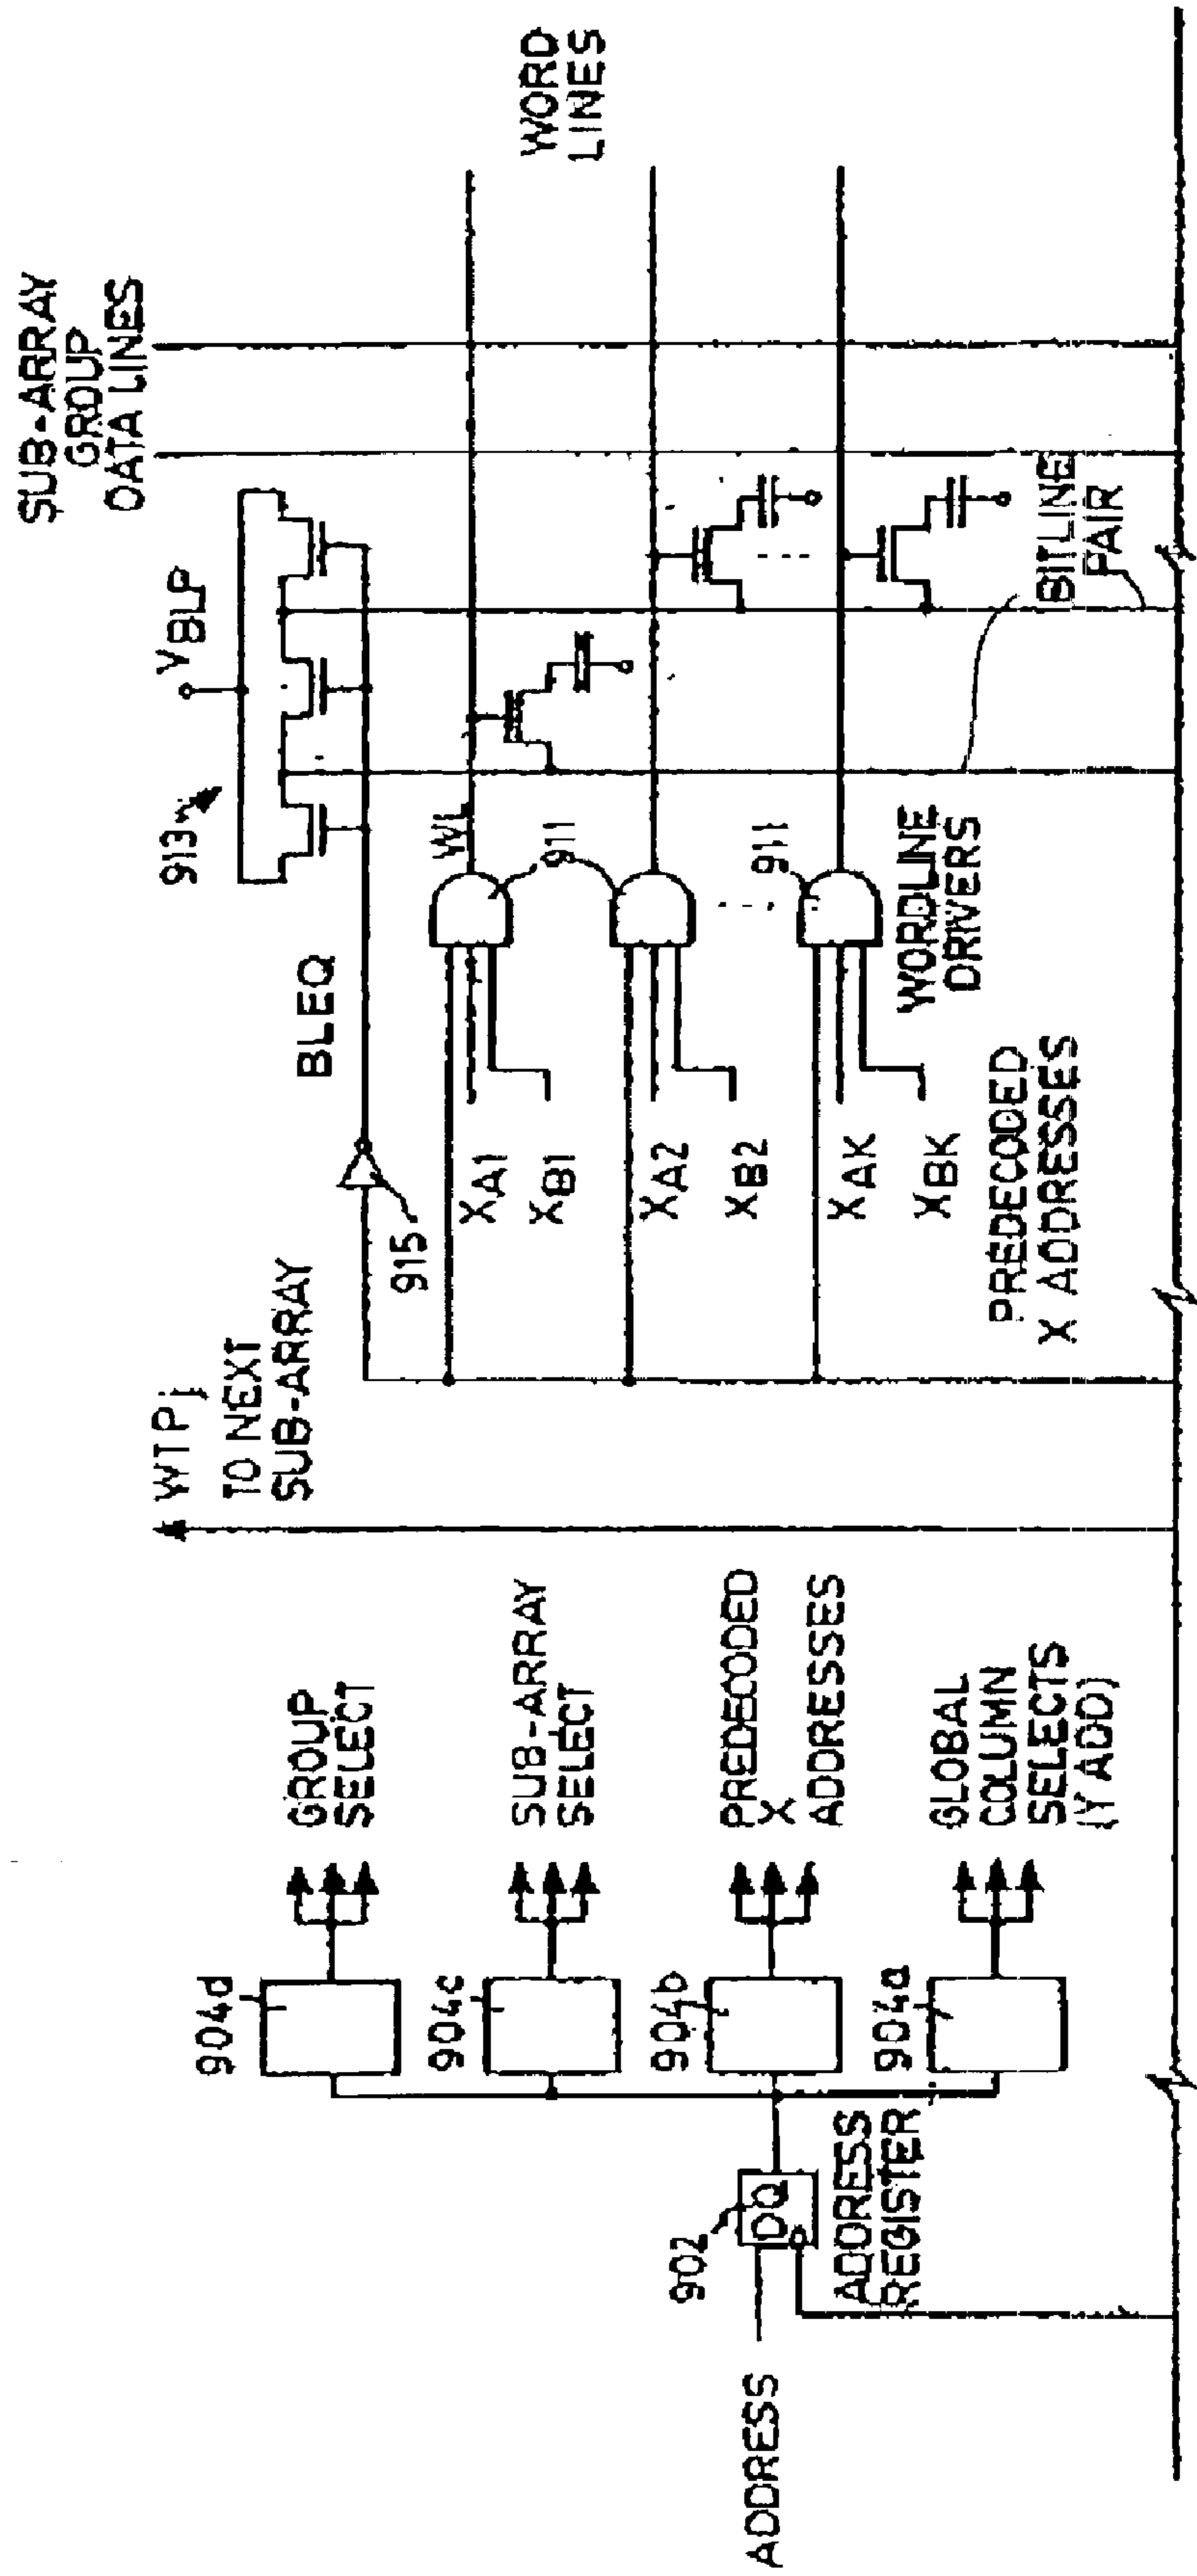 SUB-ARRAY
GROUP
DATA LINES
WORD
LINES
VBLP
913
BLEQ
915
WL
911
911
WORDLINE
DRIVERS
BITLINE
PAIR
XA1
XB1
XA2
XB2
XAK
XBK
PREDECODED
X ADDRESSES
WTPj
TO NEXT
SUB-ARRAY
GROUP
SELECT
SUB-ARRAY
SELECT
PREDECODED
X
ADDRESSES
GLOBAL
COLUMN
SELECTS
(Y ADD)
904d
904c
904b
904a
902
DQ
ADDRESS
REGISTER
ADDRESS